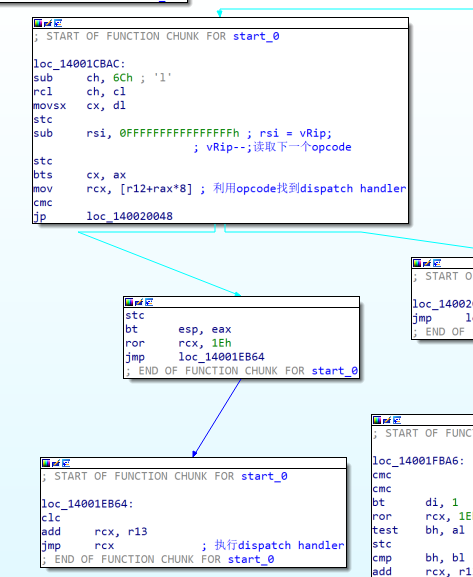 ; START OF FUNCTION CHUNK FOR start_0
loc_14001CBAC:
sub ch, 6Ch ; 'l'
rcl ch, cl
movsx cx, dl
stc
sub rsi, 0FFFFFFFFFFFFFFFFh ; rsi = vRip;
; vRip--;读取下一个opcode
stc
bts cx, ax
mov rcx, [r12+rax*8] ; 利用opcode找到dispatch handler
cmc
jp loc_140020048
stc
bt esp, eax
ror rcx, 1Eh
jmp loc_14001EB64
; END OF FUNCTION CHUNK FOR start_0
; START O
loc_14002
jmp l
; END OF
; START OF FUNCTION CHUNK FOR start_0
loc_14001EB64:
clc
add rcx, r13
jmp rcx ; 执行dispatch handler
; END OF FUNCTION CHUNK FOR start_0
; START OF FUNC
loc_14001FBA6:
cmc
cmc
bt di, 1
ror rcx, 1E
test bh, al
stc
cmp bh, bl
add rcx, r1